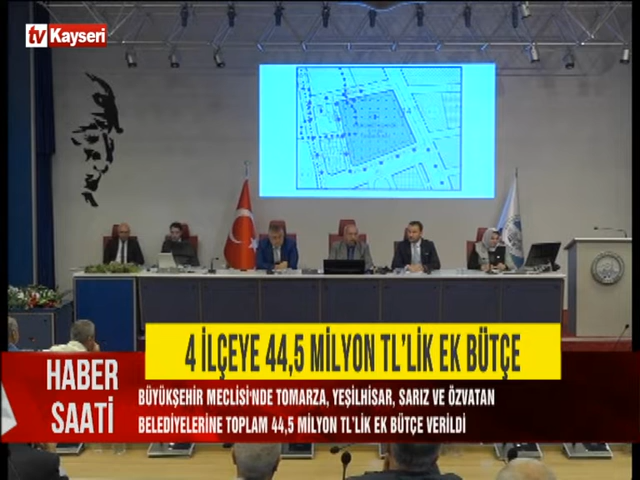 tv Kayseri
4 İLÇEYE 44,5 MİLYON TL'LİK EK BÜTÇE
HABER
SAATİ
BÜYÜKŞEHİR MECLİSİ'NDE TOMARZA, YEŞİLHİSAR, SARIZ VE ÖZVATAN
BELEDİYELERİNE TOPLAM 44,5 MİLYON TL'LİK EK BÜTÇE VERİLDİ